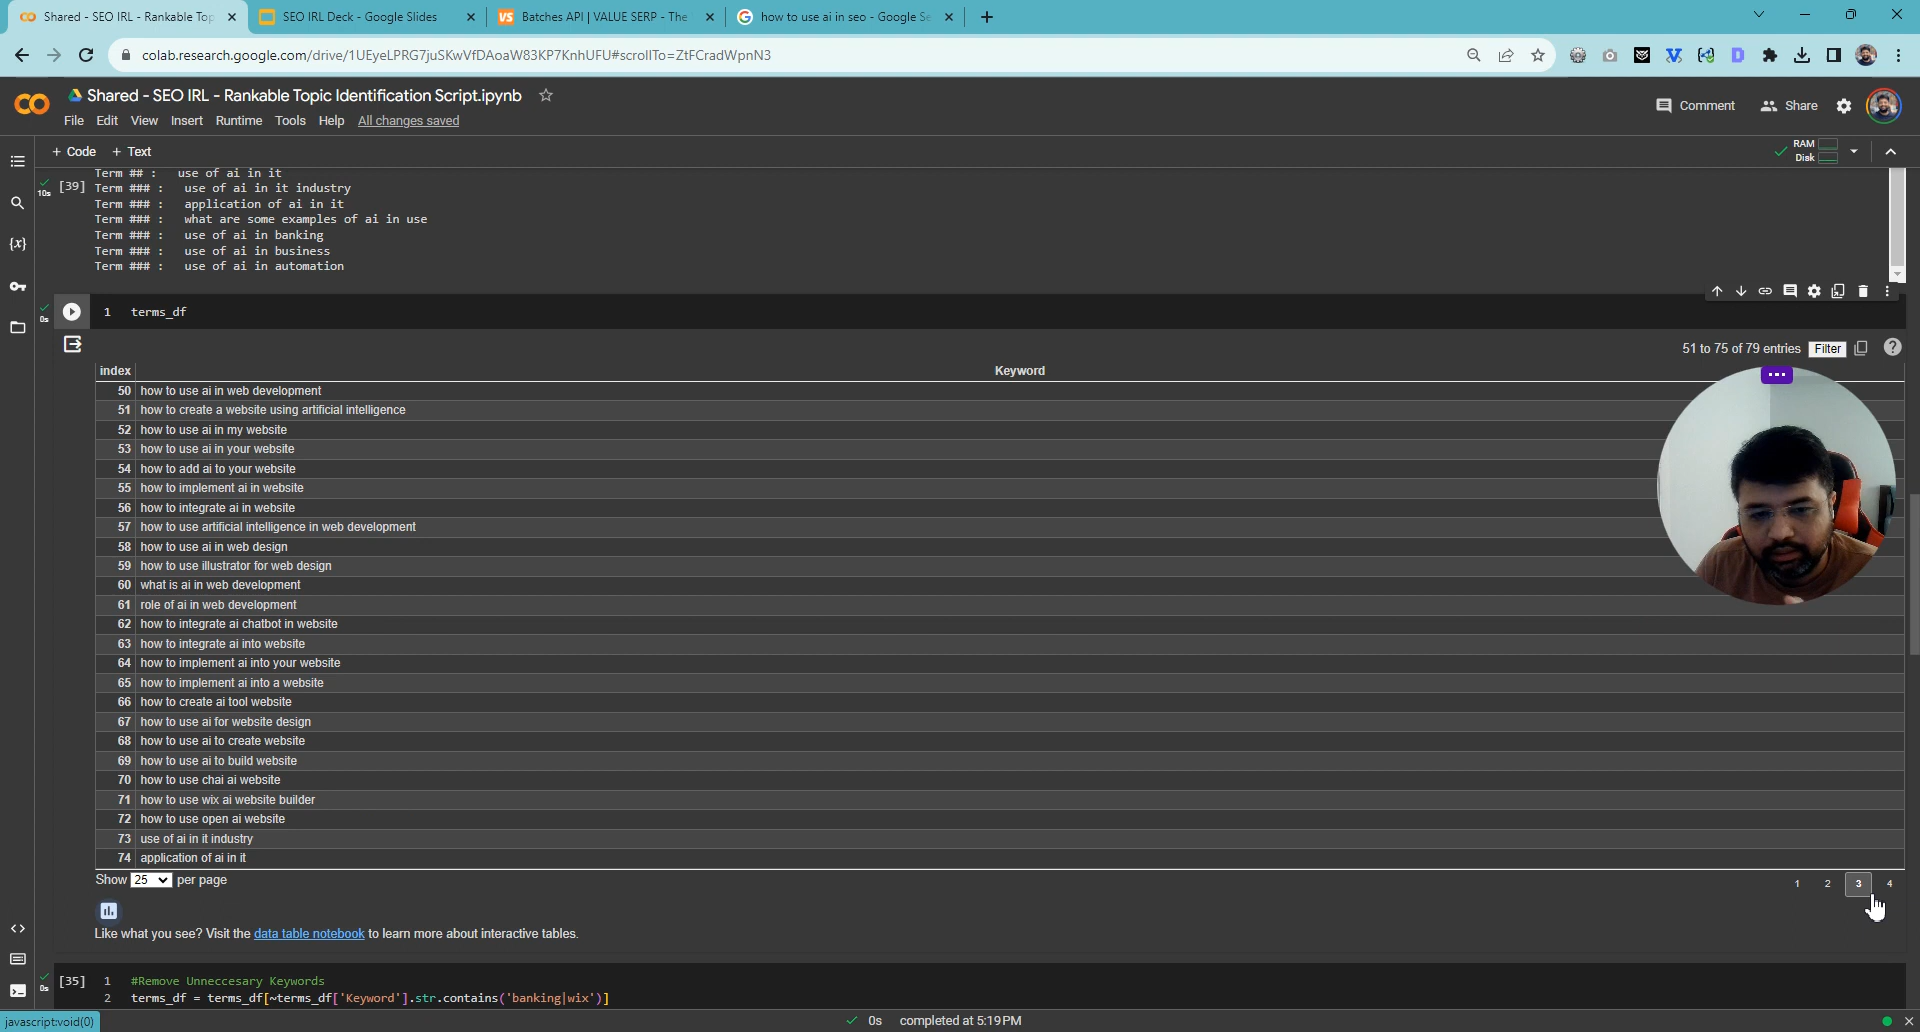 Shared - SEO IRL - Rankable Top
SEO IRL Deck - Google Slides
VS Batches API | VALUE SERP - The
how to use ai in seo - Google Se
colab.research.google.com/drive/1UEyeLPRG7juSKwVfDAoaW83KP7KnhUFU#scrollTo=ZtFCradWpnN3
Shared - SEO IRL - Rankable Topic Identification Script.ipynb
Comment
Share
File Edit View Insert Runtime Tools Help All changes saved
+ Code + Text
RAM
Disk
Term ## : use of ai in it
[39] Term ### : use of ai in it industry
10s
Term ### : application of ai in it
Term ### : what are some examples of ai in use
Term ### : use of ai in banking
Term ### : use of ai in business
Term ### : use of ai in automation
0s
1 terms_df
51 to 75 of 79 entries Filter
index Keyword
50 how to use ai in web development
51 how to create a website using artificial intelligence
52 how to use ai in my website
53 how to use ai in your website
54 how to add ai to your website
55 how to implement ai in website
56 how to integrate ai in website
57 how to use artificial intelligence in web development
58 how to use ai in web design
59 how to use illustrator for web design
60 what is ai in web development
61 role of ai in web development
62 how to integrate ai chatbot in website
63 how to integrate ai into website
64 how to implement ai into your website
65 how to implement ai into a website
66 how to create ai tool website
67 how to use ai for website design
68 how to use ai to create website
69 how to use ai to build website
70 how to use chai ai website
71 how to use wix ai website builder
72 how to use open ai website
73 use of ai in it industry
74 application of ai in it
Show 25 per page
1 2 3 4
Like what you see? Visit the data table notebook to learn more about interactive tables.
[35] 1 #Remove Unneccesary Keywords
0s
2 terms_df = terms_df[~terms_df['Keyword'].str.contains('banking|wix')]
javascript:void(0)
0s completed at 5:19 PM